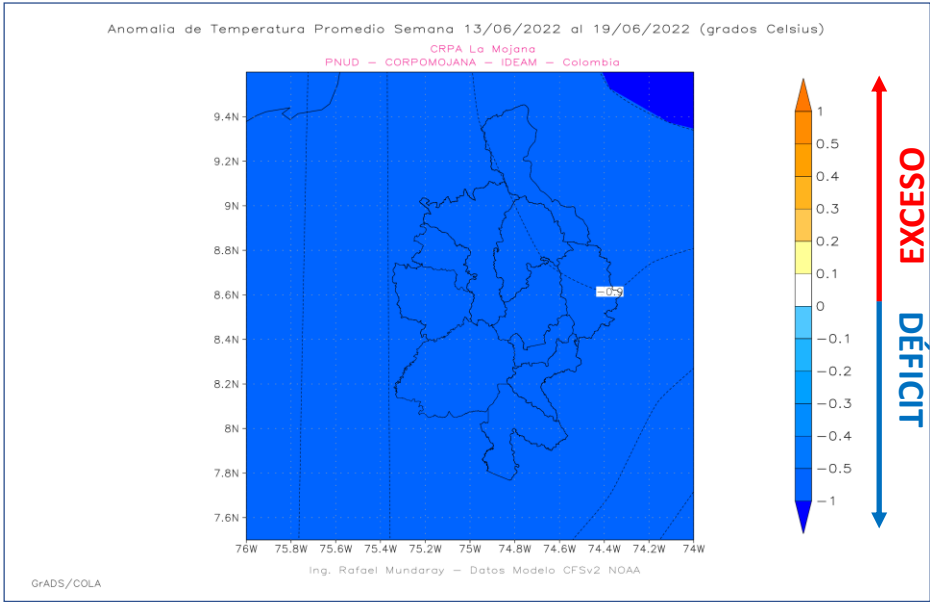 Anomalia de Temperatura Promedio Semana 13/06/2022 al 19/06/2022 (grados Celsius)
CRPA La Mojana
PNUD – CORPOMOJANA – IDEAM – Colombia
9.4N
9.2N
9N
8.8N
8.6N
8.4N
8.2N
8N
7.8N
7.6N
76W 75.8W 75.6W 75.4W 75.2W 75W 74.8W 74.6W 74.4W 74.2W 74W
-0.9
1
0.5
0.4
0.3
0.2
0.1
0
-0.1
-0.2
-0.3
-0.4
-0.5
-1
EXCESO
DÉFICIT
Ing. Rafael Mundaray – Datos Modelo CFSv2 NOAA
GrADS/COLA